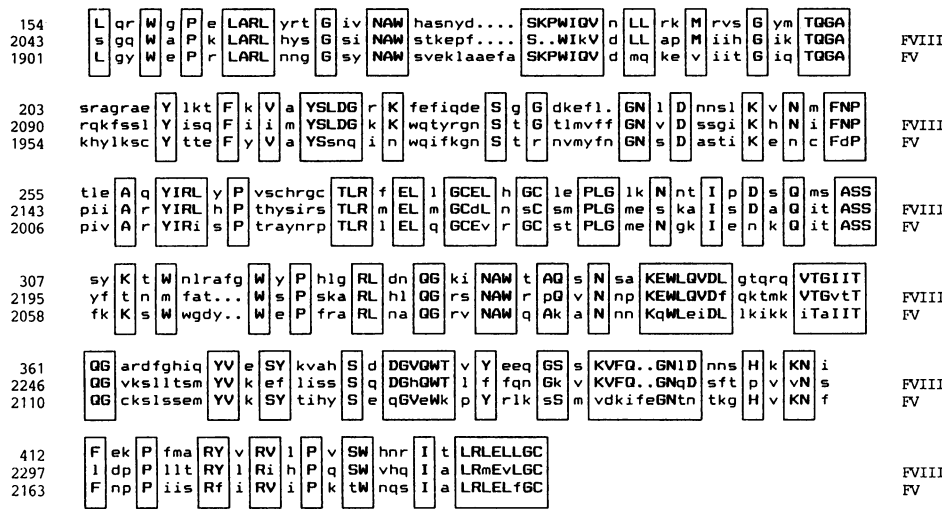 154 L qr W g P e LARL yrt G iv NAW hasnyd.... SKPWIQV n LL rk M rvs G ym TQGA
2043 s gq W a P k LARL hys G si NAW stkepf.... S..WIkV d LL ap M iih G ik TQGA FVIII
1901 L gy W e P r LARL nng G sy NAW sveklaaefa SKPWIQV d mq ke v iit G iq TQGA FV
203 sragrae Y lkt F k V a YSLDG r K fefiqde S g G dkefl. GN l D nnsl K v N m FNP
2090 rqkfssl Y isq F i i m YSLDG k K wqtyrgn S t G tlmvff GN v D ssgi K h N i FNP FVIII
1954 khylksc Y tte F y V a YSsnq i n wqifkgn S t r nvmyfn GN s D asti K e n c FdP FV
255 tle A q YIRL y P vschrgc TLR f EL l GCEL h GC le PLG lk N nt I p D s Q ms ASS
2143 pii A r YIRL h P thysirs TLR m EL m GCdL n sC sm PLG me s ka I s D a Q it ASS FVIII
2006 piv A r YIRi s P traynrp TLR l EL q GCEv r GC st PLG me N gk I e n k Q it ASS FV
307 sy K t W nlrafg W y P hlg RL dn QG ki NAW t AQ s N sa KEWLQVDL gtqrq VTGIIT
2195 yf t n m fat... W s P ska RL hl QG rs NAW r pQ v N np KEWLQVDf qktmk VTGvtT FVIII
2058 fk K s W wgdy.. W e P fra RL na QG rv NAW q Ak a N nn KqWLeiDL lkikk iTaIIT FV
361 QG ardfghiq YV e SY kvah S d DGVQWT v Y eeq GS s KVFQ..GNlD nns H k KN i
2246 QG vkslltsm YV k ef liss S q DGhQWT l f fqn Gk v KVFQ..GNqD sft p v vN s FVIII
2110 QG ckslssem YV k SY tihy S e qGVeWk p Y rlk sS m vdkifeGNtn tkg H v KN f FV
412 F ek P fma RY v RV l P v SW hnr I t LRLELLGC
2297 l dp P llt RY l Ri h P q SW vhq I a LRmEvLGC FVIII
2163 F np P iis Rf i RV i P k tW nqs I a LRLELfGC FV